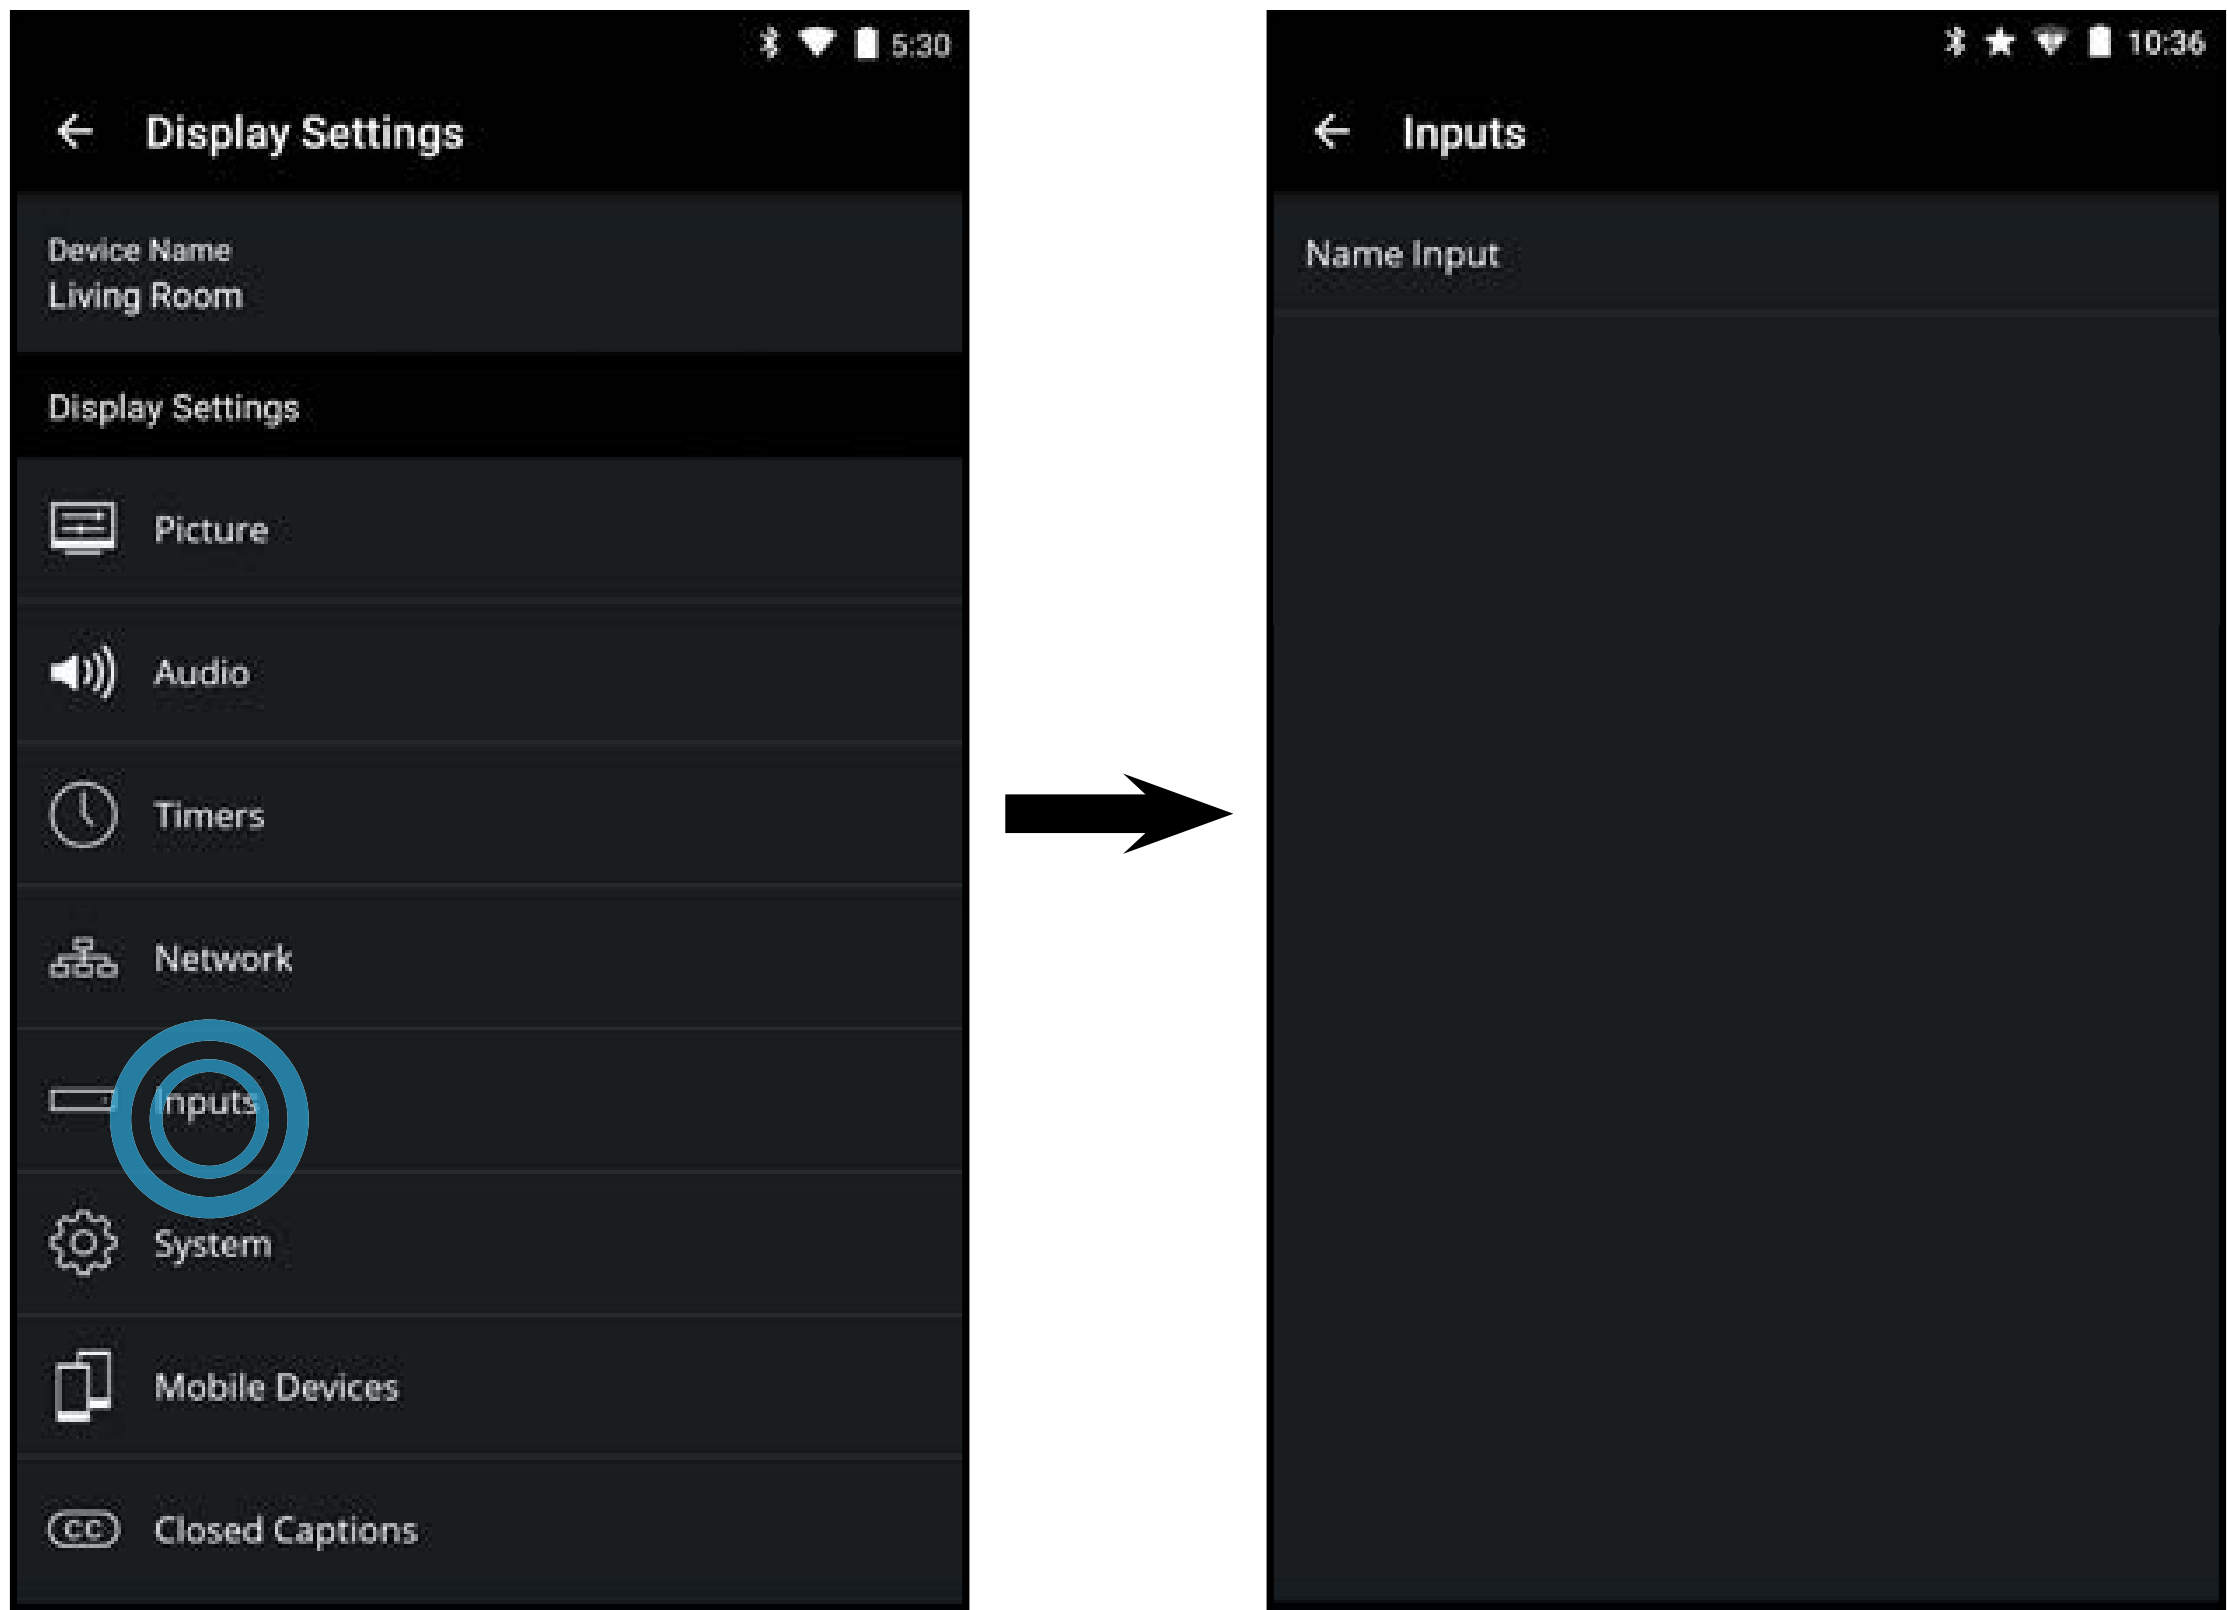 5:30
Display Settings
Device Name
Living Room
Display Settings
Picture
Audio
Timers
Network
Inputs
System
Mobile Devices
CC Closed Captions
10:36
Inputs
Name Input